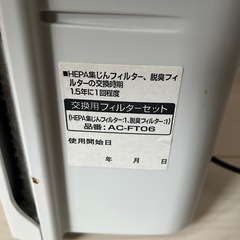 ■HEPA集じんフィルター、脱臭フィ
ルターの交換時期
1.5年に1回程度
交換用フィルターセット
(HEPA集じんフィルター:1、脱臭フィルター:1)
品番:AC-FT06
使用開始日
年 月 日